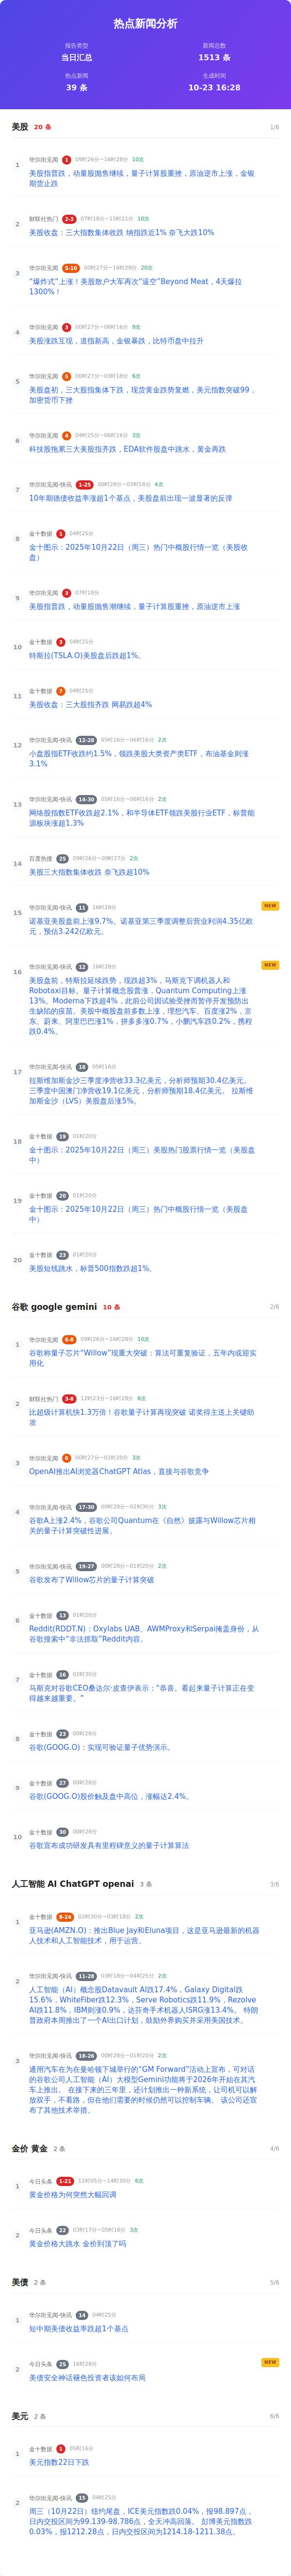 热点新闻分析
报告类型
新闻总数
当日汇总
1513 条
热点新闻
生成时间
39 条
10-23 16:28
美股 20 条 1/6
1
华尔街见闻 1 09时26分~16时28分 10次
美股指普跌，动量股抛售继续，量子计算股重挫，原油逆市上涨，金银
期货止跌
2
财联社热门 2-3 07时18分~15时21分 10次
美股收盘：三大指数集体收跌 纳指跌近1% 奈飞大跌10%
3
华尔街见闻 5-10 00时27分~16时28分 20次
“爆炸式”上涨！美股散户大军再次“逼空”Beyond Meat，4天爆拉
1300%！
4
华尔街见闻 3 00时27分~06时16分 9次
美股涨跌互现，道指新高，金银暴跌，比特币盘中拉升
5
华尔街见闻 5 00时27分~03时18分 6次
美股盘初，三大股指集体下跌，现货黄金跌势复燃，美元指数突破99，
加密货币下挫
6
华尔街见闻 4 04时25分~06时16分 3次
科技股拖累三大美股指齐跌，EDA软件股盘中跳水，黄金再跌
7
华尔街见闻-快讯 1-25 00时28分~03时18分 4次
10年期德债收益率涨超1个基点，美股盘前出现一波显著的反弹
8
金十数据 1 04时25分
金十图示：2025年10月22日（周三）热门中概股行情一览（美股收
盘）
9
华尔街见闻 3 07时18分
美股指普跌，动量股抛售潮继续，量子计算股重挫，原油逆市上涨
10
金十数据 3 04时25分
特斯拉(TSLA.O)美股盘后跌超1%。
11
金十数据 7 04时25分
美股收盘：三大股指齐跌 网易跌超4%
12
华尔街见闻-快讯 12-28 05时16分~06时16分 2次
小盘股指ETF收跌约1.5%，领跌美股大类资产类ETF，布油基金则涨
3.1%
13
华尔街见闻-快讯 14-30 05时16分~06时16分 2次
网络股指数ETF收跌超2.1%，和半导体ETF领跌美股行业ETF，标普能
源板块涨超1.3%
14
百度热搜 25 09时26分~09时27分 2次
美股三大指数集体收跌 奈飞跌超10%
15
华尔街见闻-快讯 11 16时28分 NEW
诺基亚美股盘前上涨9.7%。诺基亚第三季度调整后营业利润4.35亿欧
元，预估3.242亿欧元。
16
华尔街见闻-快讯 12 16时28分 NEW
美股盘前，特斯拉延续跌势，现跌超3%，马斯克下调机器人和
Robotaxi目标。量子计算概念股普涨，Quantum Computing上涨
13%。Moderna下跌超4%，此前公司因试验受挫而暂停开发预防出
生缺陷的疫苗。美股中概股盘前多数上涨，理想汽车、百度涨2%，京
东、蔚来、阿里巴巴涨1%，拼多多涨0.7%，小鹏汽车跌0.2%，携程
跌0.4%。
17
华尔街见闻-快讯 18 05时16分
拉斯维加斯金沙三季度净营收33.3亿美元，分析师预期30.4亿美元。
三季度中国澳门净营收19.1亿美元，分析师预期18.4亿美元。 拉斯维
加斯金沙（LVS）美股盘后涨5%。
18
金十数据 19 01时20分
金十图示：2025年10月22日（周三）美股热门股票行情一览（美股盘
中）
19
金十数据 20 01时20分
金十图示：2025年10月22日（周三）热门中概股行情一览（美股盘
中）
20
金十数据 23 01时20分
美股短线跳水，标普500指数跌超1%。
谷歌 google gemini 10 条 2/6
1
华尔街见闻 6-9 09时26分~16时28分 10次
谷歌称量子芯片“Willow”现重大突破：算法可重复验证，五年内或迎实
用化
2
财联社热门 3-8 12时23分~16时28分 6次
比超级计算机快1.3万倍！谷歌量子计算再现突破 诺奖得主送上关键助
攻
3
华尔街见闻 6 00时27分~01时20分 3次
OpenAI推出AI浏览器ChatGPT Atlas，直接与谷歌竞争
4
华尔街见闻-快讯 17-30 00时28分~02时30分 3次
谷歌A上涨2.4%，谷歌公司Quantum在《自然》披露与Willow芯片相
关的量子计算突破性进展。
5
华尔街见闻-快讯 19-27 00时28分~01时20分 2次
谷歌发布了Willow芯片的量子计算突破
6
金十数据 13 01时20分
Reddit(RDDT.N)：Oxylabs UAB、AWMProxy和Serpai掩盖身份，从
谷歌搜索中“非法抓取”Reddit内容。
7
金十数据 16 02时30分
马斯克对谷歌CEO桑达尔·皮查伊表示：“恭喜。看起来量子计算正在变
得越来越重要。”
8
金十数据 23 00时28分
谷歌(GOOG.O)：实现可验证量子优势演示。
9
金十数据 27 00时28分
谷歌(GOOG.O)股价触及盘中高位，涨幅达2.4%。
10
金十数据 30 00时28分
谷歌宣布成功研发具有里程碑意义的量子计算算法
人工智能 AI ChatGPT openai 3 条 3/6
1
金十数据 8-24 02时30分~03时18分 2次
亚马逊(AMZN.O)：推出Blue Jay和Eluna项目，这是亚马逊最新的机器
人技术和人工智能技术，用于运营。
2
华尔街见闻-快讯 11-28 03时18分~04时25分 2次
人工智能（AI）概念股Datavault AI跌17.4%，Galaxy Digital跌
15.6%，WhiteFiber跌12.3%，Serve Robotics跌11.9%，Rezolve
AI跌11.8%，IBM则涨0.9%，达芬奇手术机器人ISRG涨13.4%。 特朗
普政府本周推出了一个AI出口计划，鼓励外界购买并采用美国技术。
3
华尔街见闻-快讯 18-26 00时28分~01时20分 2次
通用汽车在为在曼哈顿下城举行的“GM Forward”活动上宣布，可对话
的谷歌公司人工智能（AI）大模型Gemini功能将于2026年开始在其汽
车上推出。 在接下来的三年里，还计划推出一种新系统，让司机可以解
放双手，不看路，但在他们需要的时候仍然可以控制车辆。 该公司还宣
布了其他技术举措。
金价 黄金 2 条 4/6
1
今日头条 1-21 11时05分~14时30分 6次
黄金价格为何突然大幅回调
2
今日头条 22 03时17分~05时16分 3次
黄金价格大跳水 金价到顶了吗
美债 2 条 5/6
1
华尔街见闻-快讯 14 04时25分
短中期美债收益率跌超1个基点
2
今日头条 25 16时28分 NEW
美债安全神话褪色投资者该如何布局
美元 2 条 6/6
1
金十数据 1 05时16分
美元指数22日下跌
2
华尔街见闻-快讯 15 04时25分
周三（10月22日）纽约尾盘，ICE美元指数跌0.04%，报98.897点，
日内交投区间为99.139-98.786点，全天冲高回落。 彭博美元指数跌
0.03%，报1212.28点，日内交投区间为1214.18-1211.38点。